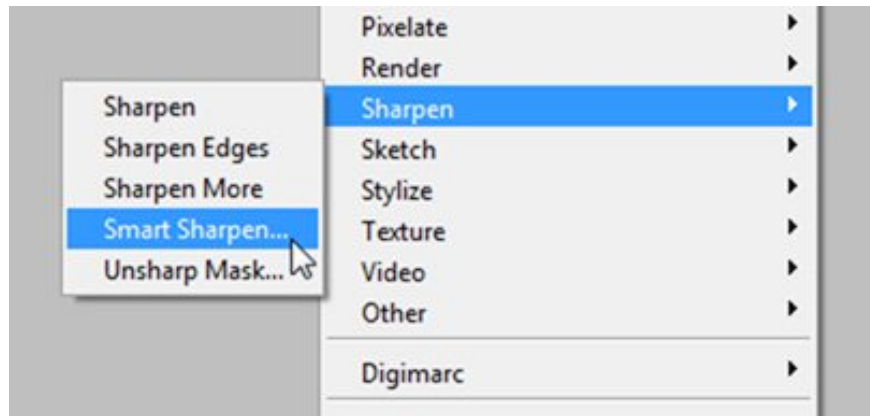 Pixelate
Render
Sharpen
Sketch
Stylize
Texture
Video
Other
Digimarc
Sharpen
Sharpen Edges
Sharpen More
Smart Sharpen...
Unsharp Mask...